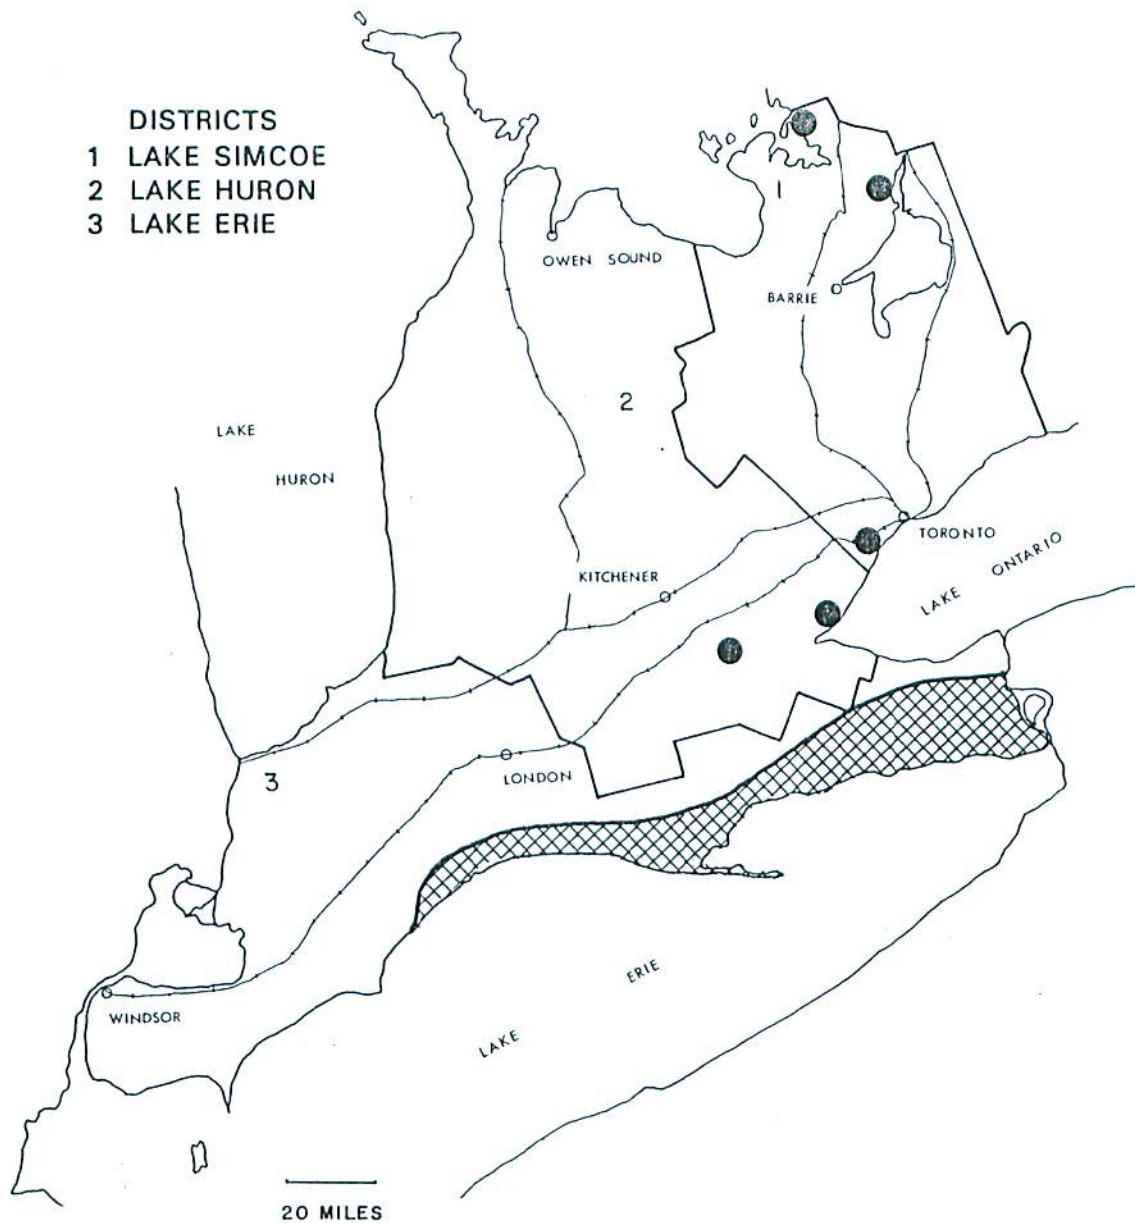 DISTRICTS
1 LAKE SIMCOE
2 LAKE HURON
3 LAKE ERIE
1
OWEN SOUND
BARRIE
2
LAKE
HURON
TORONTO
KITCHENER
LAKE ONTARIO
3
LONDON
ERIE
LAKE
WINDSOR
20 MILES